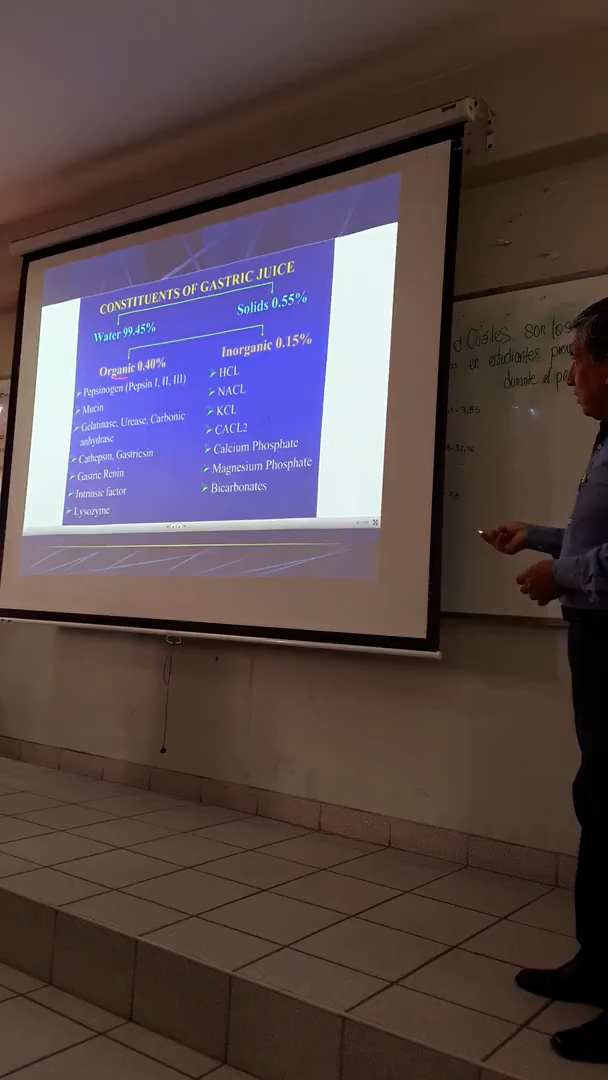 CONSTITUENTS OF GASTRIC JUICE
Water 99.45%
Solids 0.55%
Organic 0.40%
Inorganic 0.15%
Pepsinogen (Pepsin I, II, III)
Mucin
Gelatinase, Urease, Carbonic
anhydrase
Cathepsin, Gastricsin
Gastric Renin
Intrinsic factor
Lysozyme
HCL
NACL
KCL
CACL2
Calcium Phosphate
Magnesium Phosphate
Bicarbonates
d Cuáles son los
en estudiantes
durante el